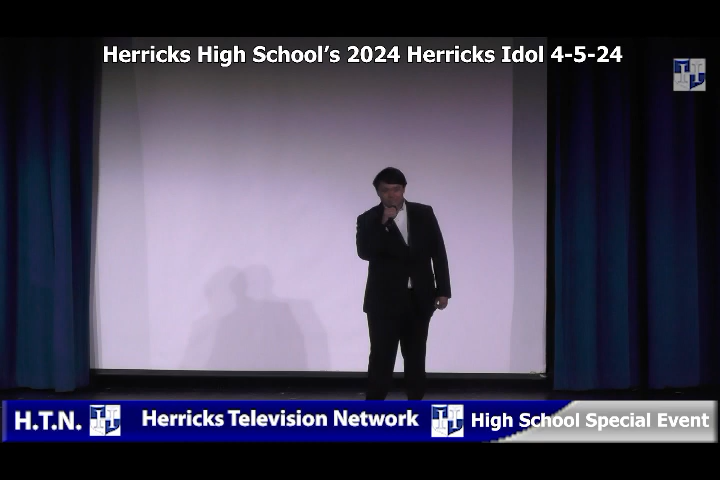 Herricks High School's 2024 Herricks Idol 4-5-24
H.T.N. Herricks Television Network High School Special Event